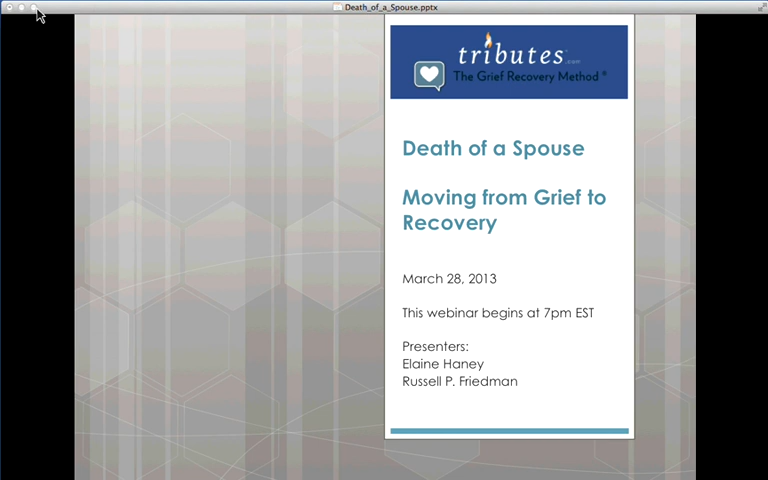 Death_of_a_Spouse.pptx
tributes.com
The Grief Recovery Method®
Death of a Spouse
Moving from Grief to
Recovery
March 28, 2013
This webinar begins at 7pm EST
Presenters:
Elaine Haney
Russell P. Friedman